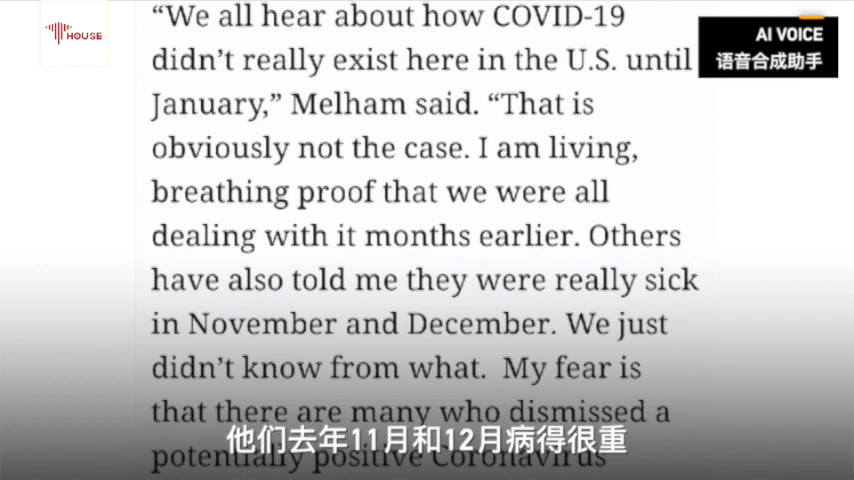 HOUSE
AI VOICE
语音合成助手
“We all hear about how COVID-19
didn’t really exist here in the U.S. until
January,” Melham said. “That is
obviously not the case. I am living,
breathing proof that we were all
dealing with it months earlier. Others
have also told me they were really sick
in November and December. We just
didn’t know from what. My fear is
that there are many who dismissed a
他们去年11月和12月病得很重
potentially positive Coronavirus